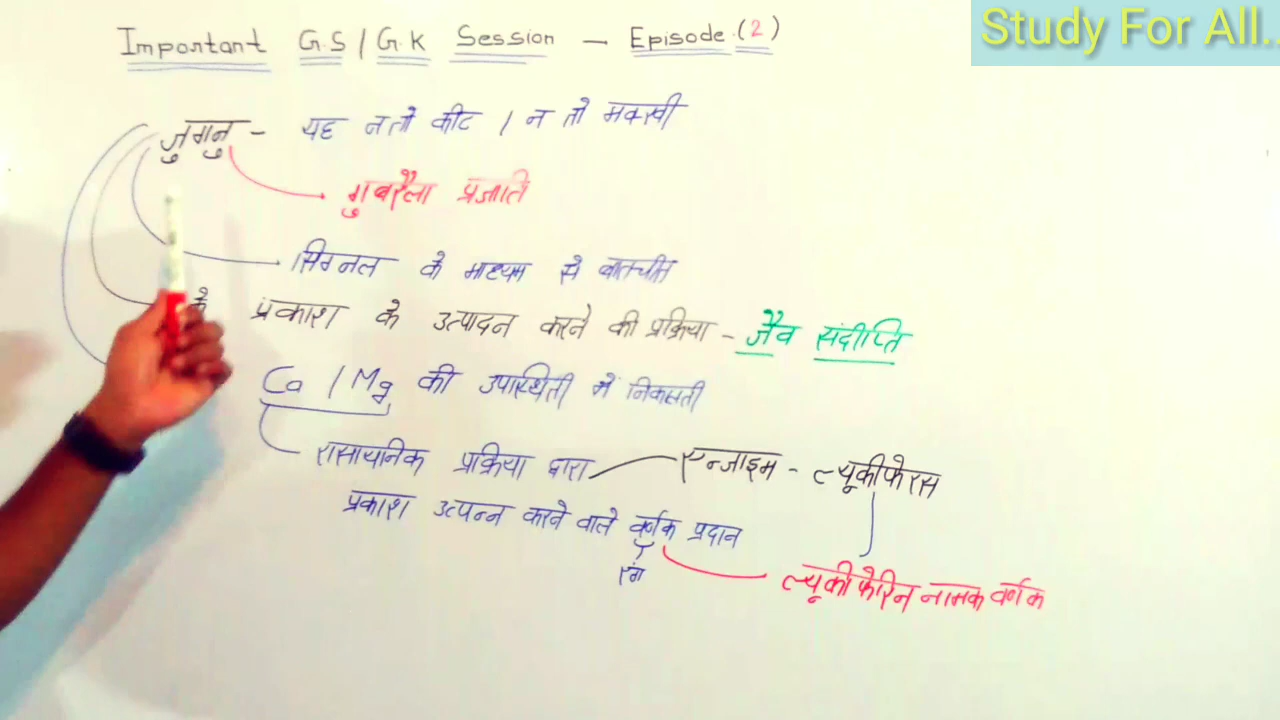 Study For All..
Important G.S / G.K Session - Episode.(2)
जुगनु - यह न तो कीट / न तो मक्खी
गुबरैला प्रजाति
सिगनल के माध्यम से बातचीत
के प्रकाश के उत्पादन करने की प्रक्रिया - जैव संदीप्ति
Ca / Mg की उपस्थिती में निकलती
रासायनिक प्रक्रिया द्वारा एन्जाइम - ल्यूकीफेरस
प्रकाश उत्पन्न करने वाले वर्णक प्रदान
रंग
ल्यूकीफेरिन नामक वर्णक